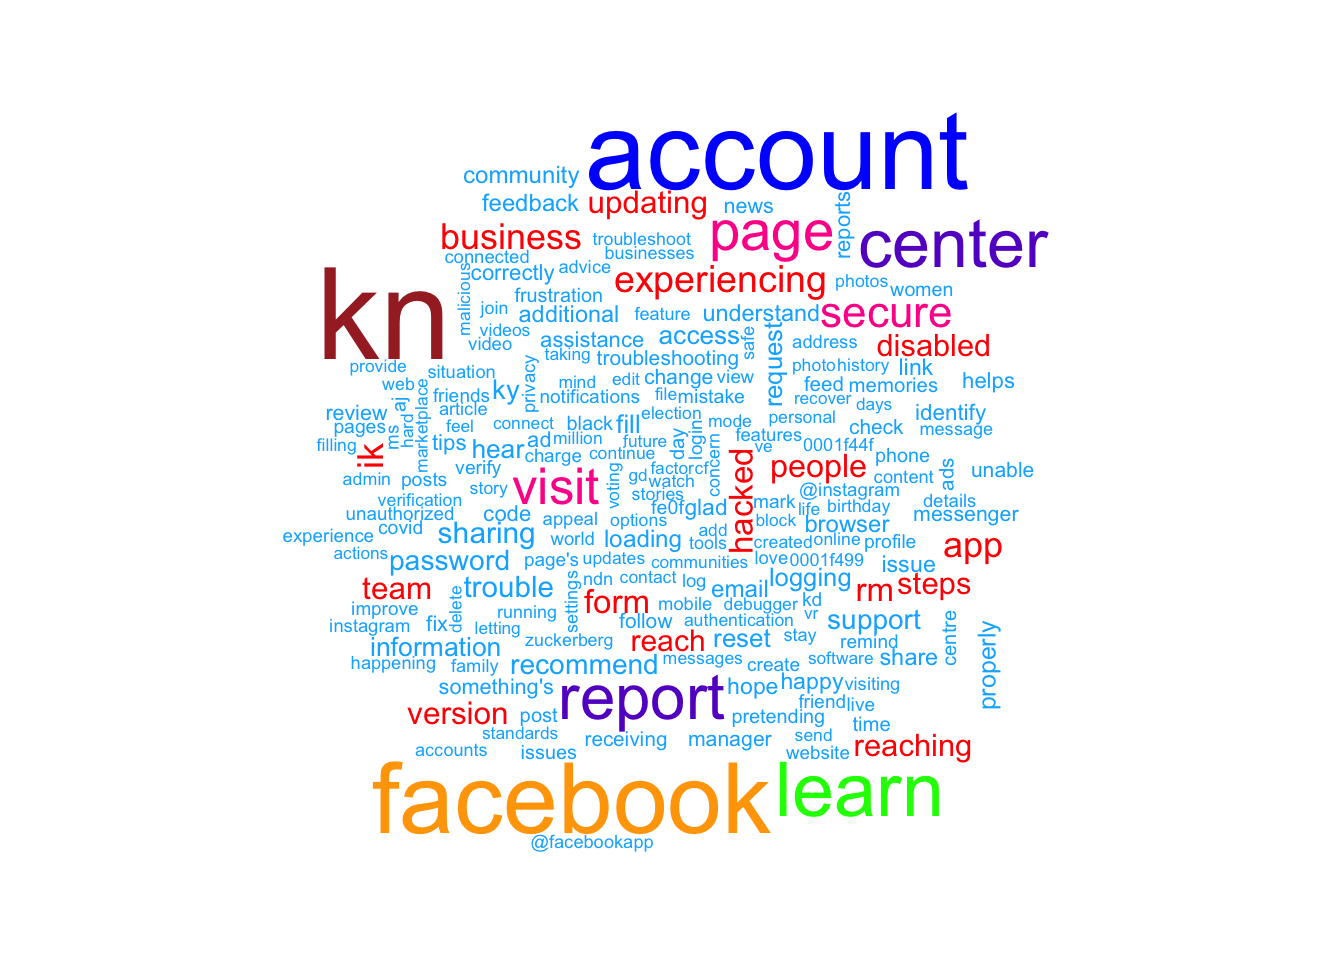 account
community
feedback
updating
news
reports
business
troubleshoot
page
center
connected
businesses
correctly
advice
experiencing
photos
women
kn
malicious
frustration
join
additional
feature
understand
secure
videos
video
assistance
access
safe
request
address
disabled
taking
troubleshooting
photo
history
link
provide
situation
web
privacy
mind
edit
change
view
feed
memories
helps
friends
ky
notifications
file
mistake
recover
days
aj
marketplace
article
review
election
identify
pages
ms
hard
feel
connect
black
fill
mode
personal
check
message
filling
tips
hear
ad
million
future
day
login
features
ik
charge
continue
concern
ve
0001f44f
phone
verify
factor
cf
hacked
people
content
ads
unable
admin
posts
story
visit
voting
gd
watch
@instagram
verification
stories
mark
life
birthday
details
unauthorized
code
appeal
options
fe0f
glad
block
browser
messenger
experience
covid
sharing
world
loading
add
tools
created
online
profile
app
actions
password
page's
updates
communities
love
0001f499
issue
team
trouble
settings
ndn
contact
log
email
logging
rm
steps
improve
delete
running
form
mobile
debugger
kd
vr
support
instagram
fix
letting
follow
authentication
centre
properly
information
zuckerberg
reach
reset
stay
remind
happening
family
recommend
messages
create
software
share
something's
report
hope
happy
visiting
version
post
pretending
friend
live
time
standards
receiving
manager
send
accounts
issues
website
reaching
facebook
learn
@facebookapp